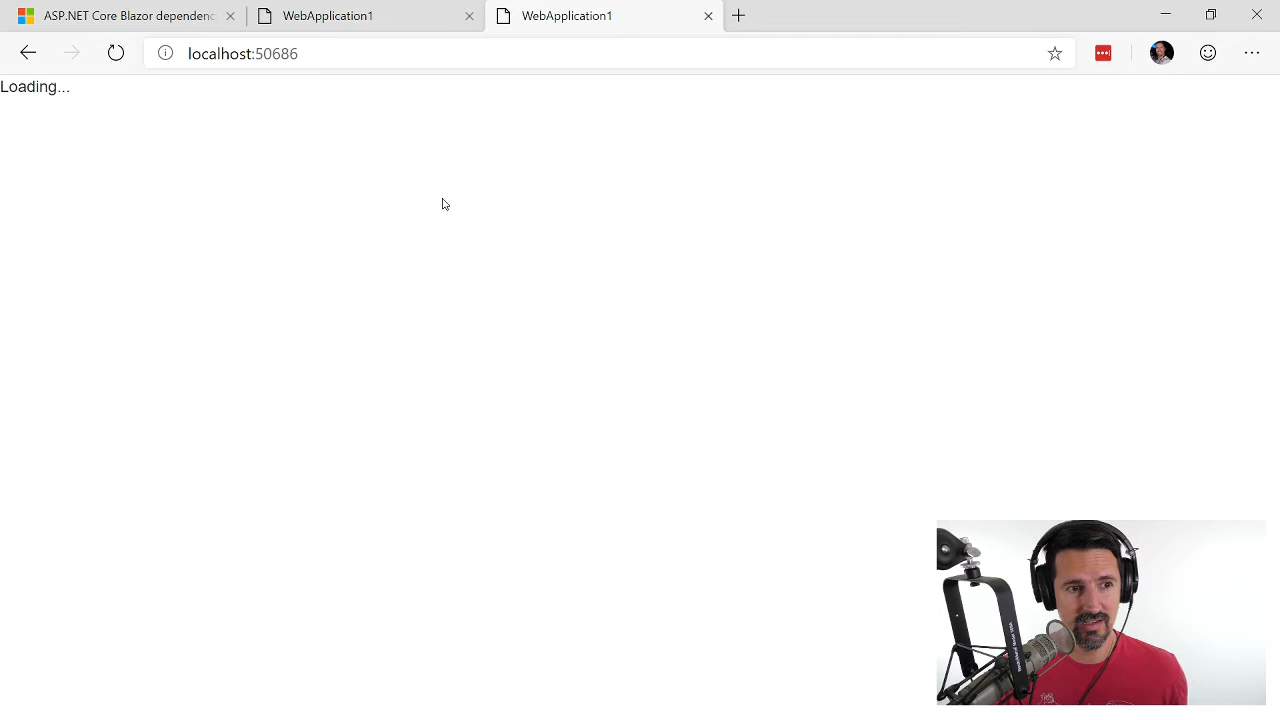 ASP.NET Core Blazor dependenc
WebApplication1
WebApplication1
localhost:50686
Loading...